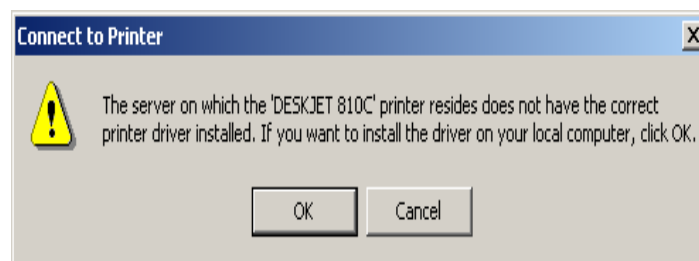 Connect to Printer
The server on which the 'DESKJET 810C' printer resides does not have the correct
printer driver installed. If you want to install the driver on your local computer, click OK.
OK Cancel